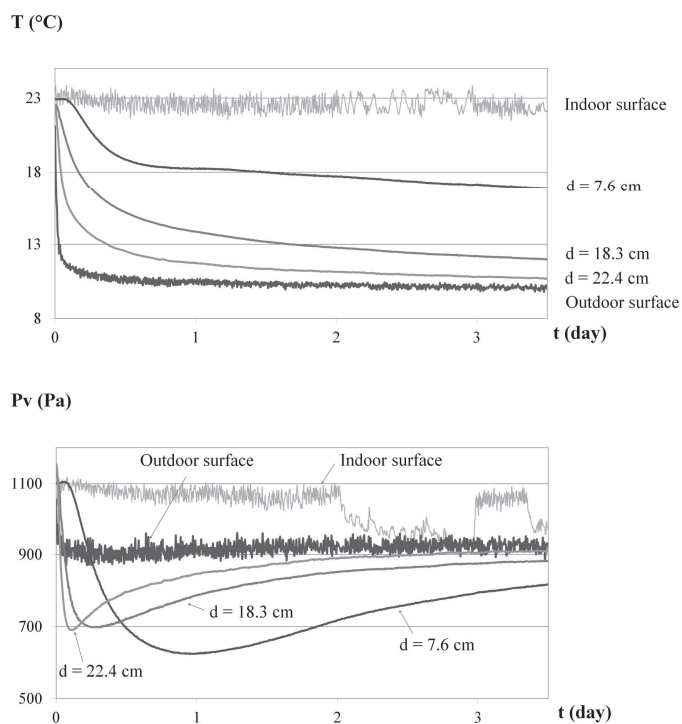 T (°C)
23
Indoor surface
18
d = 7.6 cm
13
d = 18.3 cm
d = 22.4 cm
Outdoor surface
8
0 1 2 3
t (day)
Pv (Pa)
Outdoor surface Indoor surface
1100
900
700
d = 18.3 cm
d = 7.6 cm
d = 22.4 cm
500
0 1 2 3
t (day)